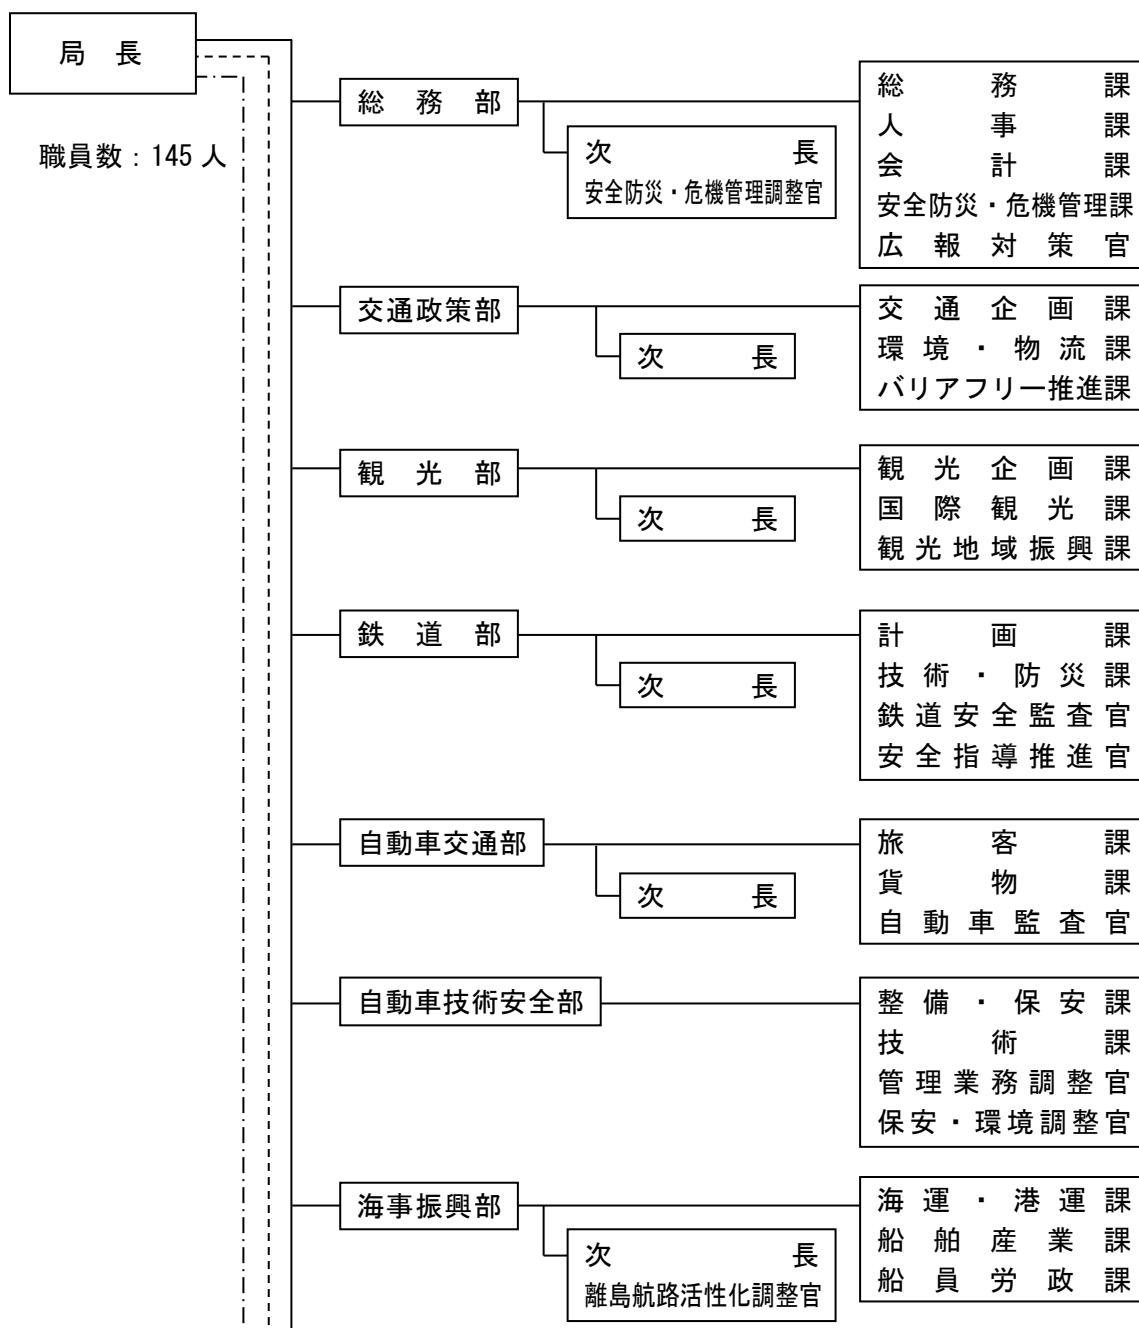 局長
職員数：145人
総務部
次長
安全防災・危機管理調整官
総務課
人事課
会計課
安全防災・危機管理課
広報対策官
交通政策部
次長
交通企画課
環境・物流課
バリアフリー推進課
観光部
次長
観光企画課
国際観光課
観光地域振興課
鉄道部
次長
計画課
技術・防災課
鉄道安全監査官
安全指導推進官
自動車交通部
次長
旅客課
貨物課
自動車監査官
自動車技術安全部
整備・保安課
技術課
管理業務調整官
保安・環境調整官
海事振興部
次長
離島航路活性化調整官
海運・港運課
船舶産業課
船員労政課